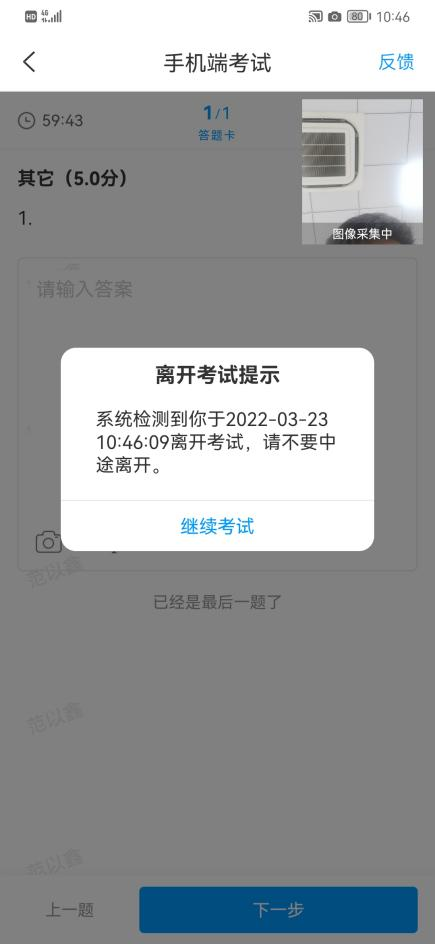 HD 4G 80 10:46
手机端考试
反馈
59:43
1/1
答题卡
图像采集中
其它（5.0分）
1.
请输入答案
离开考试提示
系统检测到你于2022-03-23
10:46:09离开考试，请不要中
途离开。
继续考试
范以鑫
已经是最后一题了
范以鑫
范以鑫
上一题
下一步